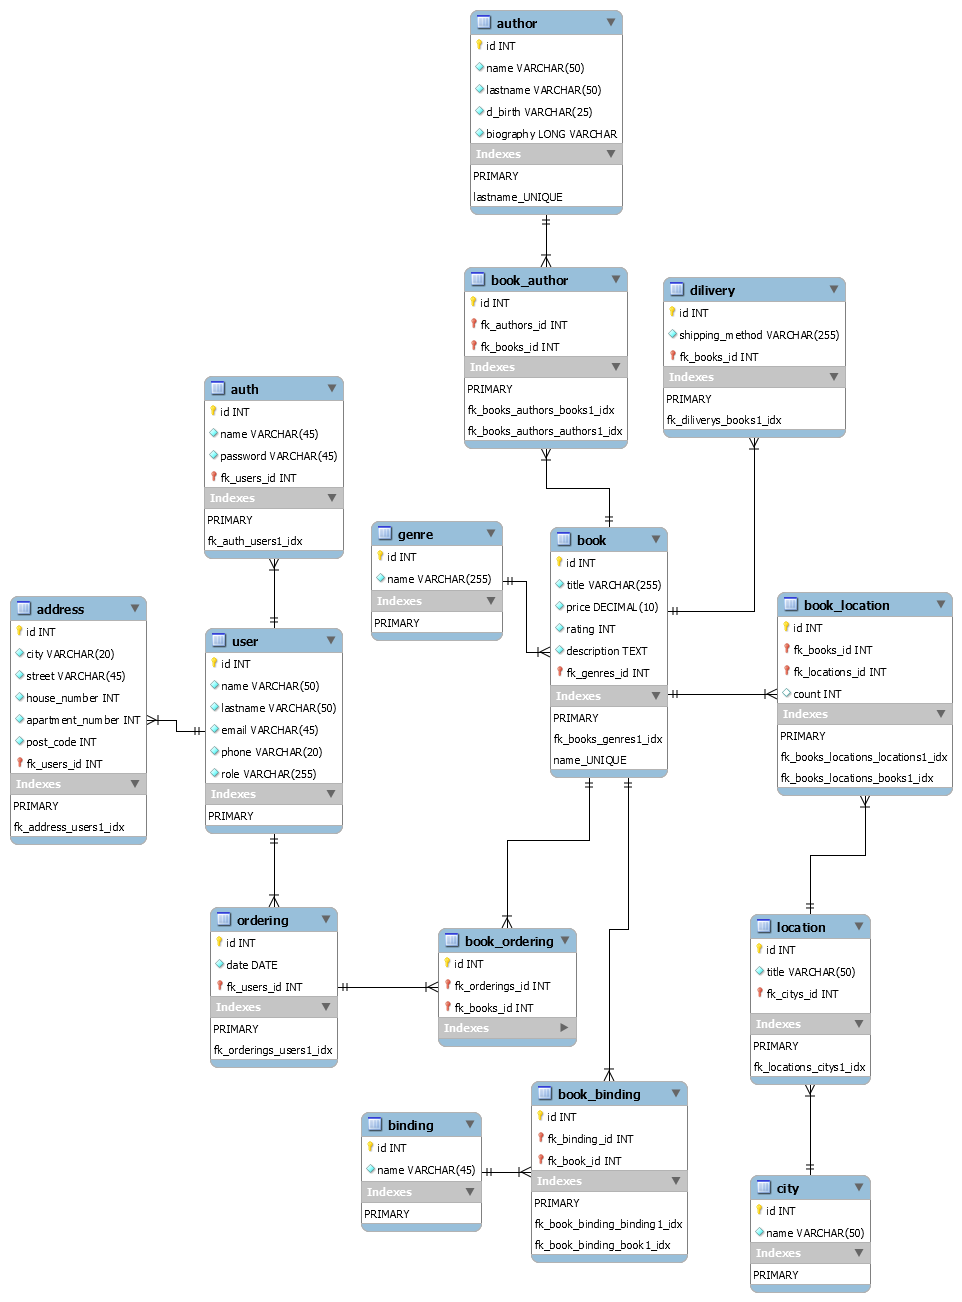 author
id INT
name VARCHAR(50)
lastname VARCHAR(50)
d_birth VARCHAR(25)
biography LONG VARCHAR
Indexes
PRIMARY
lastname_UNIQUE
book_author
id INT
fk_authors_id INT
fk_books_id INT
Indexes
PRIMARY
fk_books_authors_books1_idx
fk_books_authors_authors1_idx
dilivery
id INT
shipping_method VARCHAR(255)
fk_books_id INT
Indexes
PRIMARY
fk_diliverys_books1_idx
auth
id INT
name VARCHAR(45)
password VARCHAR(45)
fk_users_id INT
Indexes
PRIMARY
fk_auth_users1_idx
genre
id INT
name VARCHAR(255)
Indexes
PRIMARY
book
id INT
title VARCHAR(255)
price DECIMAL(10)
rating INT
description TEXT
fk_genres_id INT
Indexes
PRIMARY
fk_books_genres1_idx
name_UNIQUE
address
id INT
city VARCHAR(20)
street VARCHAR(45)
house_number INT
apartment_number INT
post_code INT
fk_users_id INT
Indexes
PRIMARY
fk_address_users1_idx
user
id INT
name VARCHAR(50)
lastname VARCHAR(50)
email VARCHAR(45)
phone VARCHAR(20)
role VARCHAR(255)
Indexes
PRIMARY
book_location
id INT
fk_books_id INT
fk_locations_id INT
count INT
Indexes
PRIMARY
fk_books_locations_locations1_idx
fk_books_locations_books1_idx
ordering
id INT
date DATE
fk_users_id INT
Indexes
PRIMARY
fk_orderings_users1_idx
book_ordering
id INT
fk_orderings_id INT
fk_books_id INT
Indexes
location
id INT
title VARCHAR(50)
fk_citys_id INT
Indexes
PRIMARY
fk_locations_citys1_idx
binding
id INT
name VARCHAR(45)
Indexes
PRIMARY
book_binding
id INT
fk_binding_id INT
fk_book_id INT
Indexes
PRIMARY
fk_book_binding_binding1_idx
fk_book_binding_book1_idx
city
id INT
name VARCHAR(50)
Indexes
PRIMARY